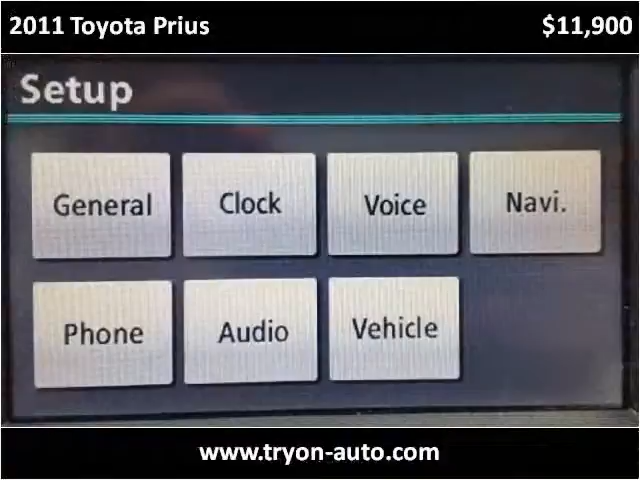 2011 Toyota Prius $11,900
Setup
General Clock Voice Navi.
Phone Audio Vehicle
www.tryon-auto.com